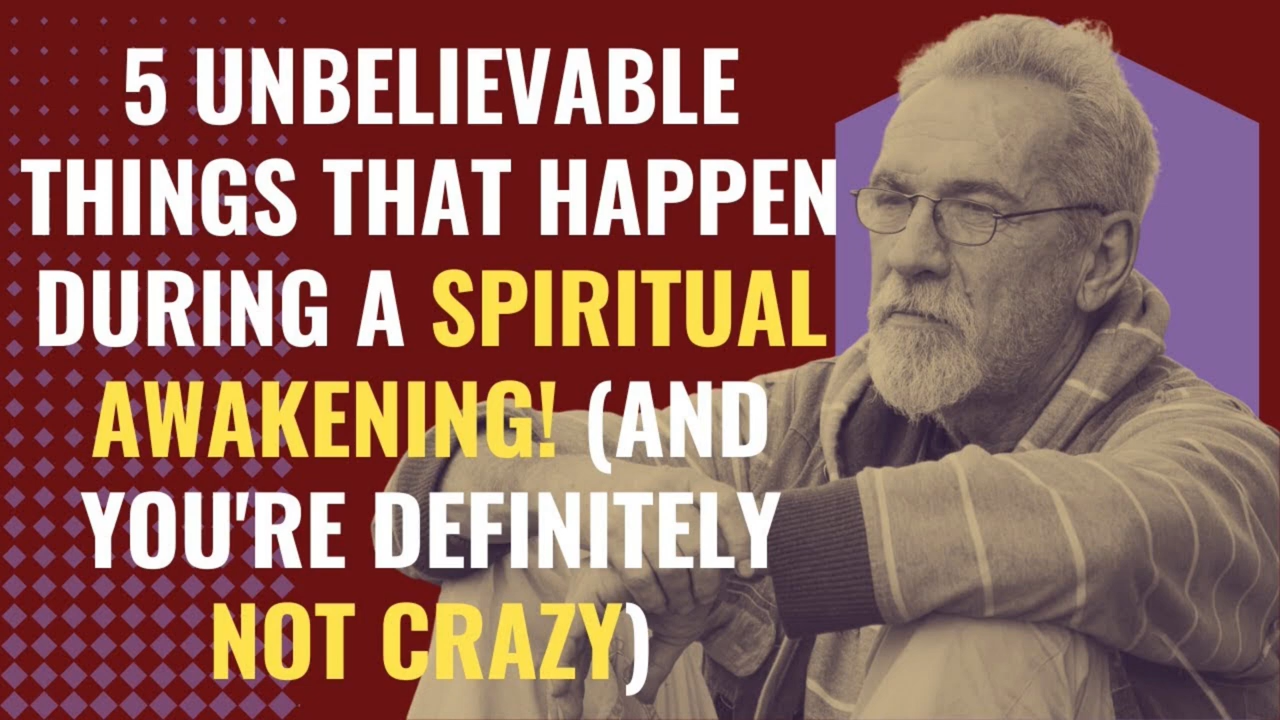 5 UNBELIEVABLE
THINGS THAT HAPPEN
DURING A SPIRITUAL
AWAKENING! (AND
YOU'RE DEFINITELY
NOT CRAZY)